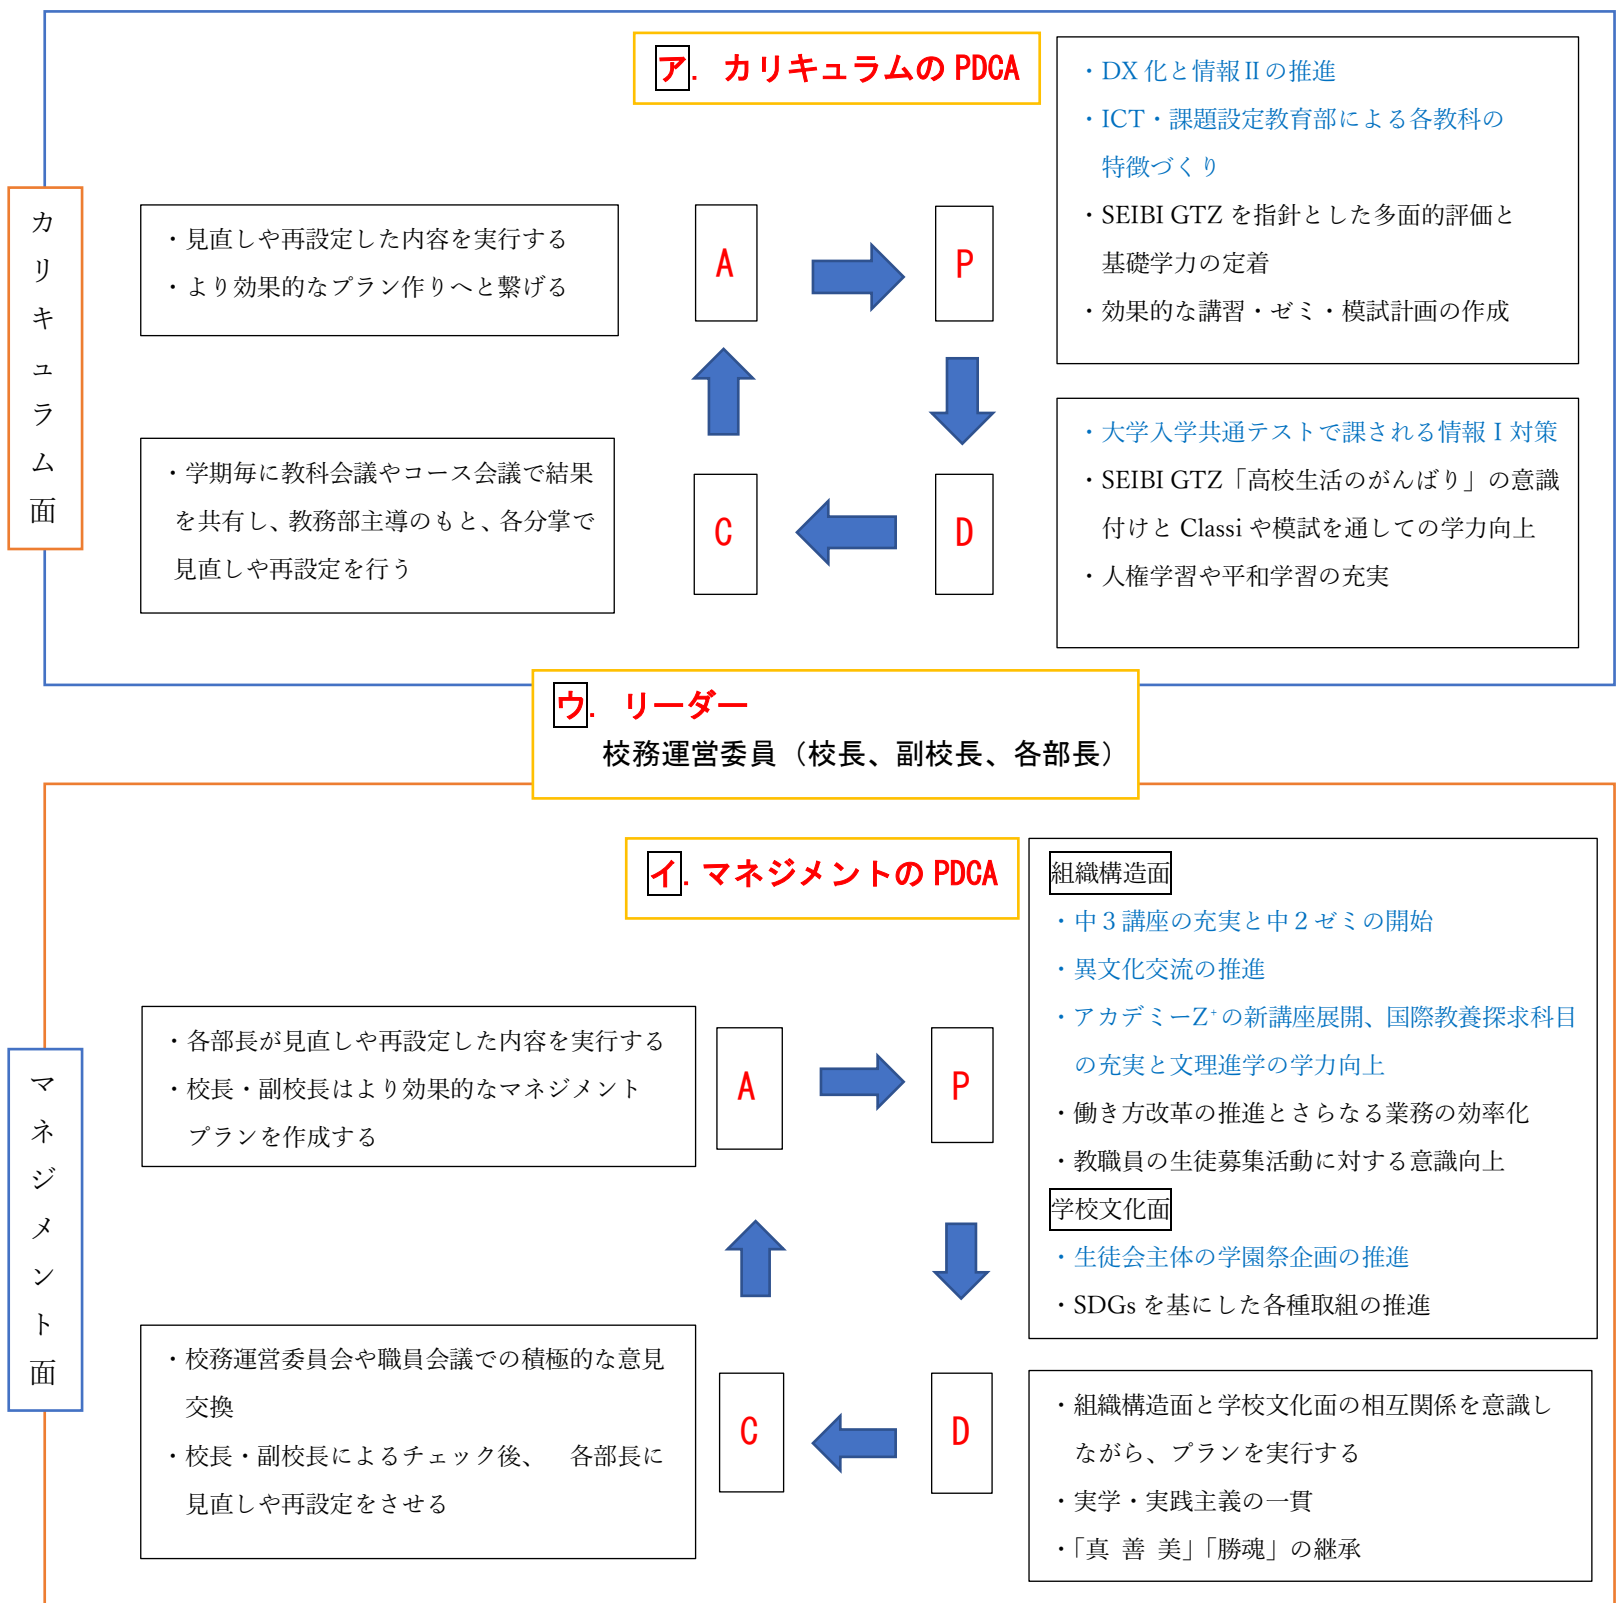 ア. カリキュラムの PDCA
・DX 化と情報Ⅱの推進
・ICT・課題設定教育部による各教科の
特徴づくり
・SEIBI GTZ を指針とした多面的評価と
基礎学力の定着
・効果的な講習・ゼミ・模試計画の作成
カリキュラム面
・見直しや再設定した内容を実行する
・より効果的なプラン作りへと繋げる
A
P
・大学入学共通テストで課される情報Ⅰ対策
・SEIBI GTZ「高校生活のがんばり」の意識
付けと Classi や模試を通しての学力向上
・人権学習や平和学習の充実
・学期毎に教科会議やコース会議で結果
を共有し、教務部主導のもと、各分掌で
見直しや再設定を行う
C
D
ウ. リーダー
校務運営委員（校長、副校長、各部長）
イ. マネジメントの PDCA
組織構造面
・中３講座の充実と中２ゼミの開始
・異文化交流の推進
・アカデミーZ⁺の新講座展開、国際教養探求科目
の充実と文理進学の学力向上
・働き方改革の推進とさらなる業務の効率化
・教職員の生徒募集活動に対する意識向上
学校文化面
・生徒会主体の学園祭企画の推進
・SDGs を基にした各種取組の推進
マネジメント面
・各部長が見直しや再設定した内容を実行する
・校長・副校長はより効果的なマネジメント
プランを作成する
A
P
・校務運営委員会や職員会議での積極的な意見
交換
・校長・副校長によるチェック後、　各部長に
見直しや再設定をさせる
C
D
・組織構造面と学校文化面の相互関係を意識し
ながら、プランを実行する
・実学・実践主義の一貫
・「真 善 美」「勝魂」の継承